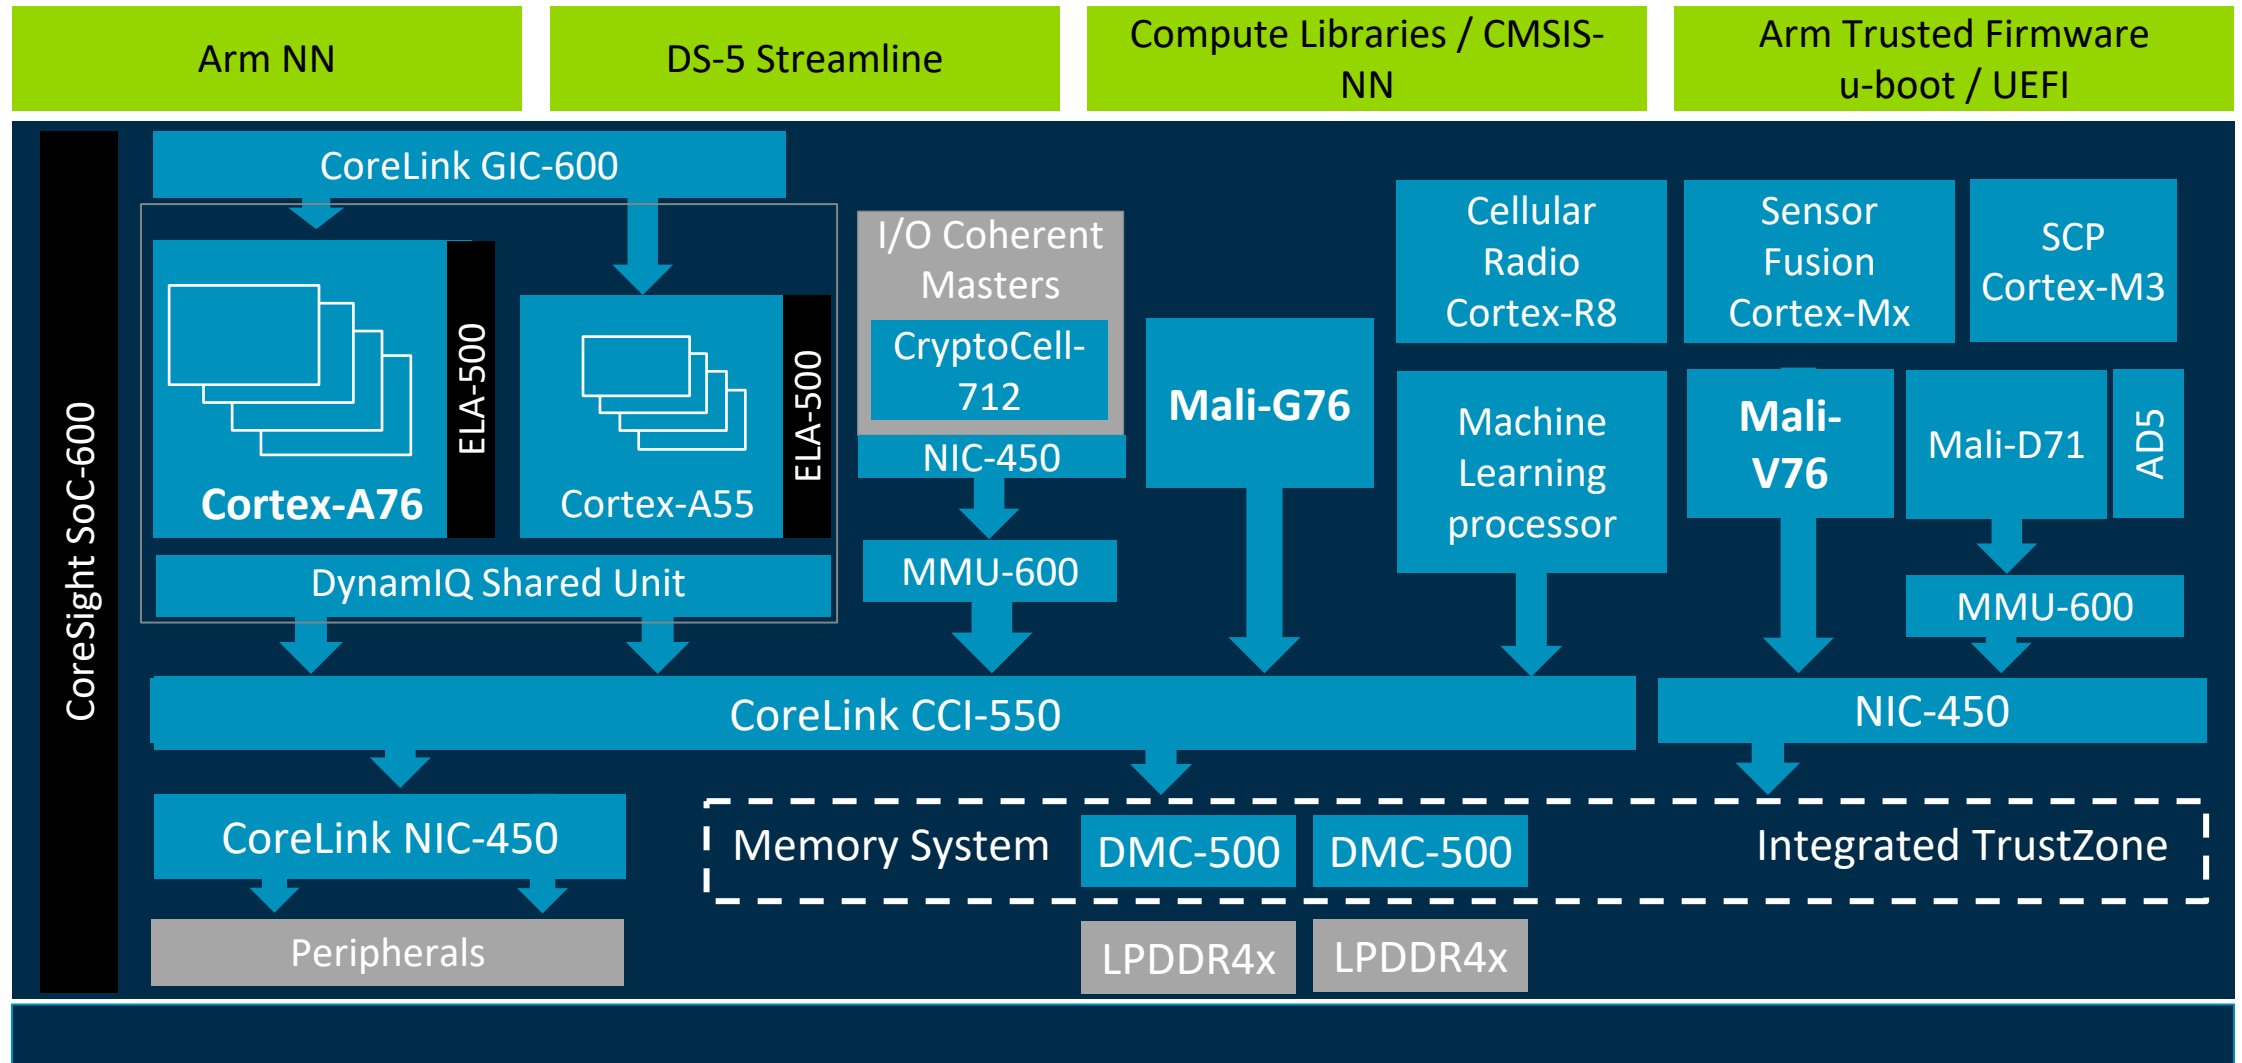 Arm NN
DS-5 Streamline
Compute Libraries / CMSIS-
NN
Arm Trusted Firmware
u-boot / UEFI
CoreSight SoC-600
CoreLink GIC-600
Cortex-A76
ELA-500
Cortex-A55
ELA-500
DynamIQ Shared Unit
I/O Coherent
Masters
CryptoCell-
712
NIC-450
MMU-600
Mali-G76
Cellular
Radio
Cortex-R8
Sensor
Fusion
Cortex-Mx
SCP
Cortex-M3
Machine
Learning
processor
Mali-
V76
Mali-D71
AD5
MMU-600
CoreLink CCI-550
NIC-450
CoreLink NIC-450
Peripherals
Memory System
DMC-500
DMC-500
Integrated TrustZone
LPDDR4x
LPDDR4x